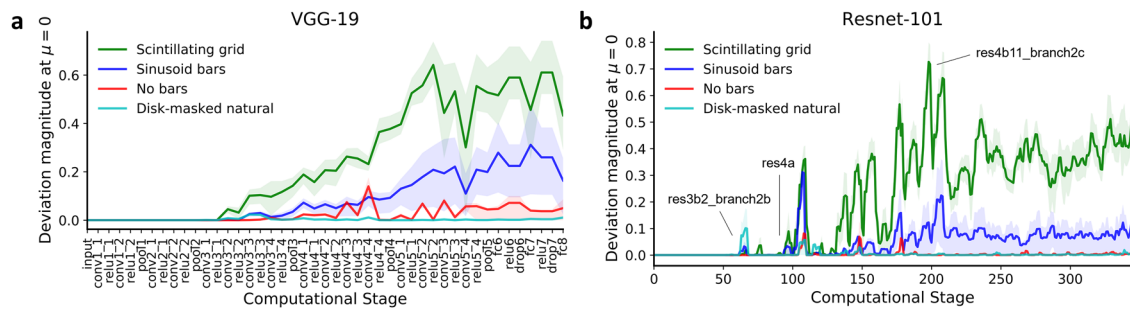 a
VGG-19
Deviation magnitude at μ = 0
0.6
0.4
0.2
0.0
Scintillating grid
Sinusoid bars
No bars
Disk-masked natural
input
conv1_1
relu1_1
conv1_2
relu1_2
pool1
conv2_1
relu2_1
conv2_2
relu2_2
pool2
conv3_1
relu3_1
conv3_2
relu3_2
conv3_3
relu3_3
conv3_4
relu3_4
pool3
conv4_1
relu4_1
conv4_2
relu4_2
conv4_3
relu4_3
conv4_4
relu4_4
pool4
conv5_1
relu5_1
conv5_2
relu5_2
conv5_3
relu5_3
conv5_4
relu5_4
pool5
fc6
relu6
drop6
fc7
relu7
drop7
fc8
Computational Stage
b
Resnet-101
Deviation magnitude at μ = 0
0.8
0.7
0.6
0.5
0.4
0.3
0.2
0.1
0.0
Scintillating grid
Sinusoid bars
No bars
Disk-masked natural
res4b11_branch2c
res4a
res3b2_branch2b
0 50 100 150 200 250 300
Computational Stage